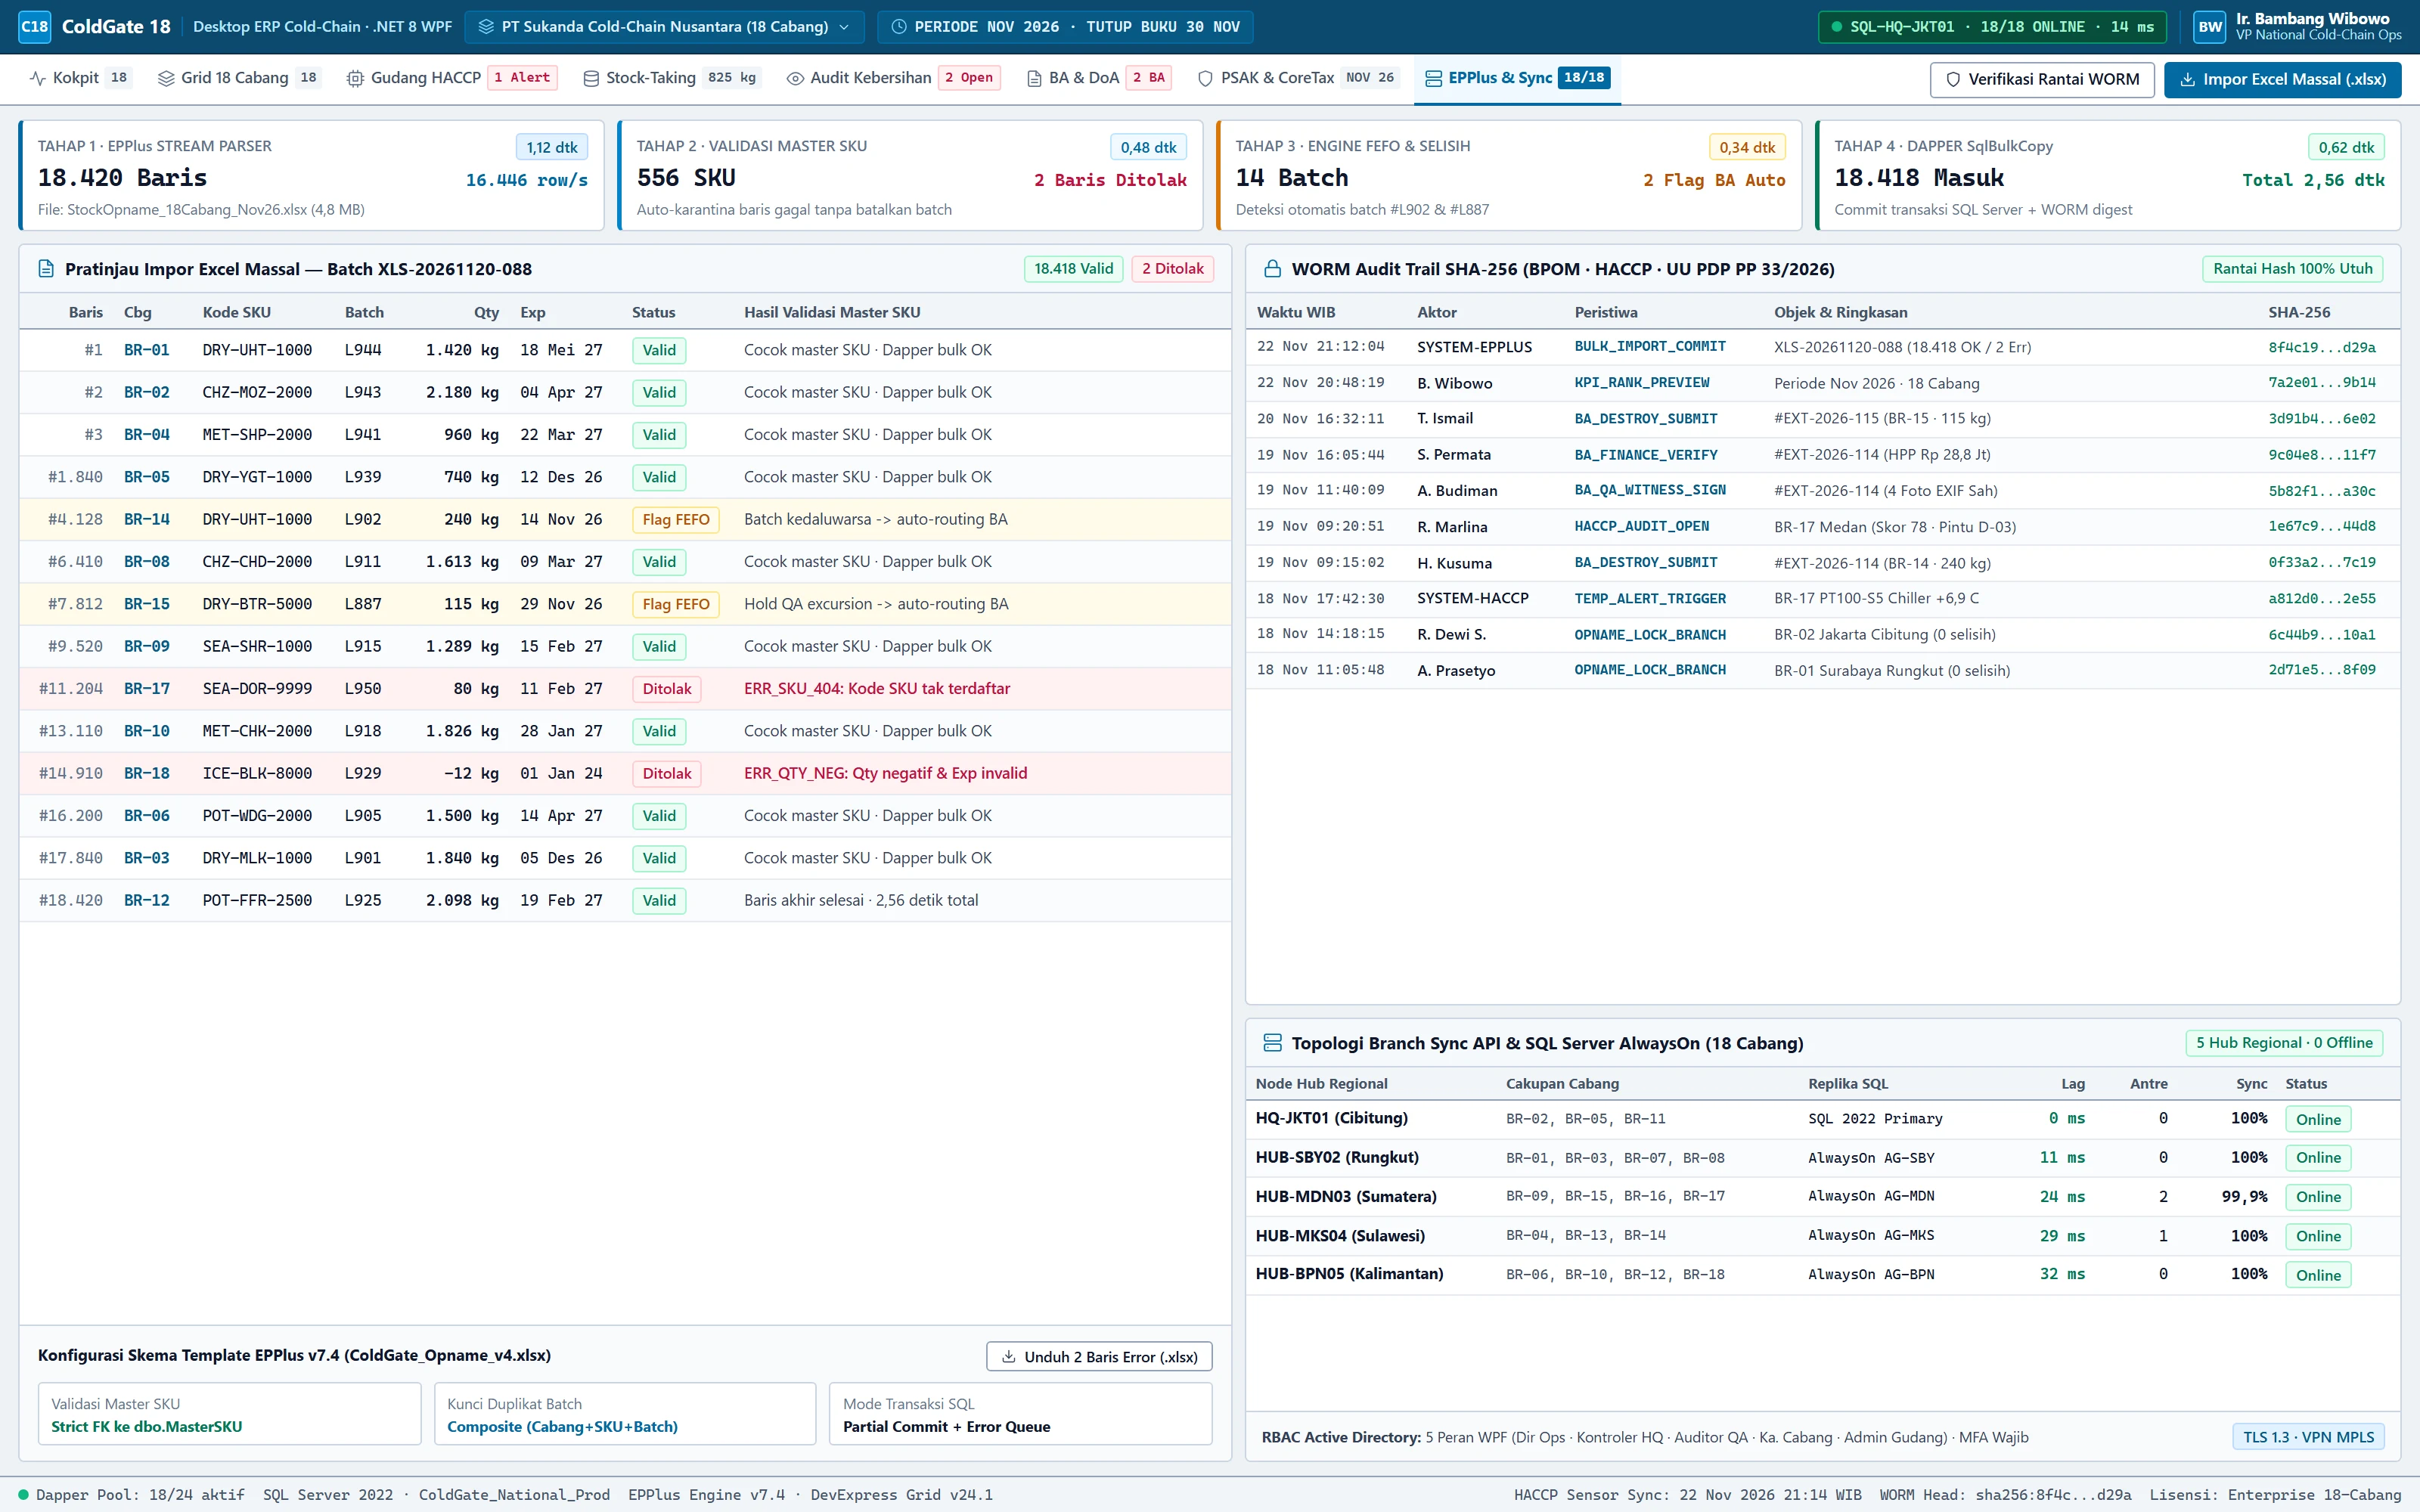 C18 ColdGate 18 Desktop ERP Cold-Chain · .NET 8 WPF PT Sukanda Cold-Chain Nusantara (18 Cabang) PERIODE NOV 2026 · TUTUP BUKU 30 NOV SQL-HQ-JKT01 · 18/18 ONLINE · 14 ms BW Ir. Bambang Wibowo
VP National Cold-Chain Ops
Kokpit 18 Grid 18 Cabang 18 Gudang HACCP 1 Alert Stock-Taking 825 kg Audit Kebersihan 2 Open BA & DoA 2 BA PSAK & CoreTax NOV 26 EPPlus & Sync 18/18 Verifikasi Rantai WORM Impor Excel Massal (.xlsx)
TAHAP 1 · EPPlus STREAM PARSER 1,12 dtk
18.420 Baris 16.446 row/s
File: StockOpname_18Cabang_Nov26.xlsx (4,8 MB)
TAHAP 2 · VALIDASI MASTER SKU 0,48 dtk
556 SKU 2 Baris Ditolak
Auto-karantina baris gagal tanpa batalkan batch
TAHAP 3 · ENGINE FEFO & SELISIH 0,34 dtk
14 Batch 2 Flag BA Auto
Deteksi otomatis batch #L902 & #L887
TAHAP 4 · DAPPER SqlBulkCopy 0,62 dtk
18.418 Masuk Total 2,56 dtk
Commit transaksi SQL Server + WORM digest
Pratinjau Impor Excel Massal — Batch XLS-20261120-088 18.418 Valid 2 Ditolak
Baris Cbg Kode SKU Batch Qty Exp Status Hasil Validasi Master SKU
#1 BR-01 DRY-UHT-1000 L944 1.420 kg 18 Mei 27 Valid Cocok master SKU · Dapper bulk OK
#2 BR-02 CHZ-MOZ-2000 L943 2.180 kg 04 Apr 27 Valid Cocok master SKU · Dapper bulk OK
#3 BR-04 MET-SHP-2000 L941 960 kg 22 Mar 27 Valid Cocok master SKU · Dapper bulk OK
#1.840 BR-05 DRY-YGT-1000 L939 740 kg 12 Des 26 Valid Cocok master SKU · Dapper bulk OK
#4.128 BR-14 DRY-UHT-1000 L902 240 kg 14 Nov 26 Flag FEFO Batch kedaluwarsa -> auto-routing BA
#6.410 BR-08 CHZ-CHD-2000 L911 1.613 kg 09 Mar 27 Valid Cocok master SKU · Dapper bulk OK
#7.812 BR-15 DRY-BTR-5000 L887 115 kg 29 Nov 26 Flag FEFO Hold QA excursion -> auto-routing BA
#9.520 BR-09 SEA-SHR-1000 L915 1.289 kg 15 Feb 27 Valid Cocok master SKU · Dapper bulk OK
#11.204 BR-17 SEA-DOR-9999 L950 80 kg 11 Feb 27 Ditolak ERR_SKU_404: Kode SKU tak terdaftar
#13.110 BR-10 MET-CHK-2000 L918 1.826 kg 28 Jan 27 Valid Cocok master SKU · Dapper bulk OK
#14.910 BR-18 ICE-BLK-8000 L929 -12 kg 01 Jan 24 Ditolak ERR_QTY_NEG: Qty negatif & Exp invalid
#16.200 BR-06 POT-WDG-2000 L905 1.500 kg 14 Apr 27 Valid Cocok master SKU · Dapper bulk OK
#17.840 BR-03 DRY-MLK-1000 L901 1.840 kg 05 Des 26 Valid Cocok master SKU · Dapper bulk OK
#18.420 BR-12 POT-FFR-2500 L925 2.098 kg 19 Feb 27 Valid Baris akhir selesai · 2,56 detik total
Konfigurasi Skema Template EPPlus v7.4 (ColdGate_Opname_v4.xlsx) Unduh 2 Baris Error (.xlsx)
Validasi Master SKU
Strict FK ke dbo.MasterSKU
Kunci Duplikat Batch
Composite (Cabang+SKU+Batch)
Mode Transaksi SQL
Partial Commit + Error Queue
WORM Audit Trail SHA-256 (BPOM · HACCP · UU PDP PP 33/2026) Rantai Hash 100% Utuh
Waktu WIB Aktor Peristiwa Objek & Ringkasan SHA-256
22 Nov 21:12:04 SYSTEM-EPPLUS BULK_IMPORT_COMMIT XLS-20261120-088 (18.418 OK / 2 Err) 8f4c19...d29a
22 Nov 20:48:19 B. Wibowo KPI_RANK_PREVIEW Periode Nov 2026 · 18 Cabang 7a2e01...9b14
20 Nov 16:32:11 T. Ismail BA_DESTROY_SUBMIT #EXT-2026-115 (BR-15 · 115 kg) 3d91b4...6e02
19 Nov 16:05:44 S. Permata BA_FINANCE_VERIFY #EXT-2026-114 (HPP Rp 28,8 Jt) 9c04e8...11f7
19 Nov 11:40:09 A. Budiman BA_QA_WITNESS_SIGN #EXT-2026-114 (4 Foto EXIF Sah) 5b82f1...a30c
19 Nov 09:20:51 R. Marlina HACCP_AUDIT_OPEN BR-17 Medan (Skor 78 · Pintu D-03) 1e67c9...44d8
19 Nov 09:15:02 H. Kusuma BA_DESTROY_SUBMIT #EXT-2026-114 (BR-14 · 240 kg) 0f33a2...7c19
18 Nov 17:42:30 SYSTEM-HACCP TEMP_ALERT_TRIGGER BR-17 PT100-S5 Chiller +6,9 C a812d0...2e55
18 Nov 14:18:15 R. Dewi S. OPNAME_LOCK_BRANCH BR-02 Jakarta Cibitung (0 selisih) 6c44b9...10a1
18 Nov 11:05:48 A. Prasetyo OPNAME_LOCK_BRANCH BR-01 Surabaya Rungkut (0 selisih) 2d71e5...8f09
Topologi Branch Sync API & SQL Server AlwaysOn (18 Cabang) 5 Hub Regional · 0 Offline
Node Hub Regional Cakupan Cabang Replika SQL Lag Antre Sync Status
HQ-JKT01 (Cibitung) BR-02, BR-05, BR-11 SQL 2022 Primary 0 ms 0 100% Online
HUB-SBY02 (Rungkut) BR-01, BR-03, BR-07, BR-08 AlwaysOn AG-SBY 11 ms 0 100% Online
HUB-MDN03 (Sumatera) BR-09, BR-15, BR-16, BR-17 AlwaysOn AG-MDN 24 ms 2 99,9% Online
HUB-MKS04 (Sulawesi) BR-04, BR-13, BR-14 AlwaysOn AG-MKS 29 ms 1 100% Online
HUB-BPN05 (Kalimantan) BR-06, BR-10, BR-12, BR-18 AlwaysOn AG-BPN 32 ms 0 100% Online
RBAC Active Directory: 5 Peran WPF (Dir Ops · Kontroler HQ · Auditor QA · Ka. Cabang · Admin Gudang) · MFA Wajib TLS 1.3 · VPN MPLS
Dapper Pool: 18/24 aktif SQL Server 2022 · ColdGate_National_Prod EPPlus Engine v7.4 · DevExpress Grid v24.1 HACCP Sensor Sync: 22 Nov 2026 21:14 WIB WORM Head: sha256:8f4c...d29a Lisensi: Enterprise 18-Cabang